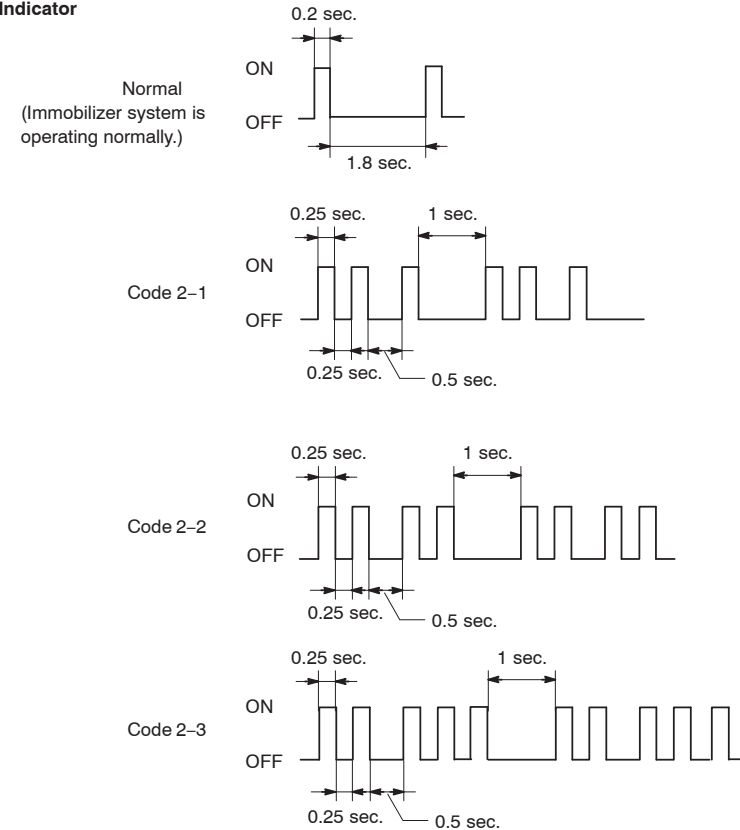 Indicator
0.2 sec.
ON
Normal
(Immobilizer system is
operating normally.)
OFF
1.8 sec.
0.25 sec.
1 sec.
ON
Code 2−1
OFF
0.25 sec.
0.5 sec.
0.25 sec.
1 sec.
ON
Code 2−2
OFF
0.25 sec.
0.5 sec.
0.25 sec.
1 sec.
ON
Code 2−3
OFF
0.25 sec.
0.5 sec.